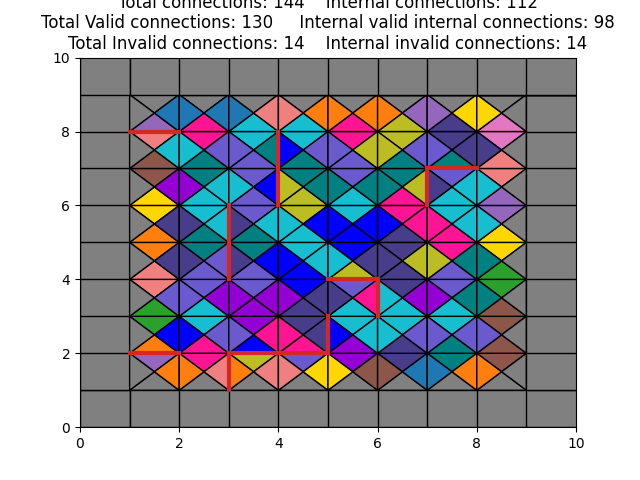 Total connections: 144    Internal connections: 112
Total Valid connections: 130    Internal valid internal connections: 98
Total Invalid connections: 14    Internal invalid connections: 14
10
8
6
4
2
0
0 2 4 6 8 10